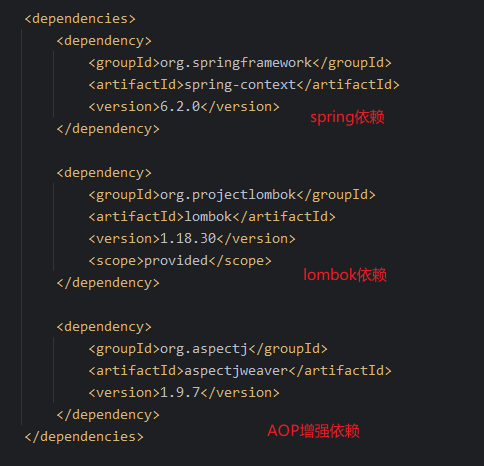 <dependencies>
<dependency>
<groupId>org.springframework</groupId>
<artifactId>spring-context</artifactId>
<version>6.2.0</version>
spring依赖
</dependency>
<dependency>
<groupId>org.projectlombok</groupId>
<artifactId>lombok</artifactId>
<version>1.18.30</version>
<scope>provided</scope>
lombok依赖
</dependency>
<dependency>
<groupId>org.aspectj</groupId>
<artifactId>aspectjweaver</artifactId>
<version>1.9.7</version>
</dependency>
AOP增强依赖
</dependencies>